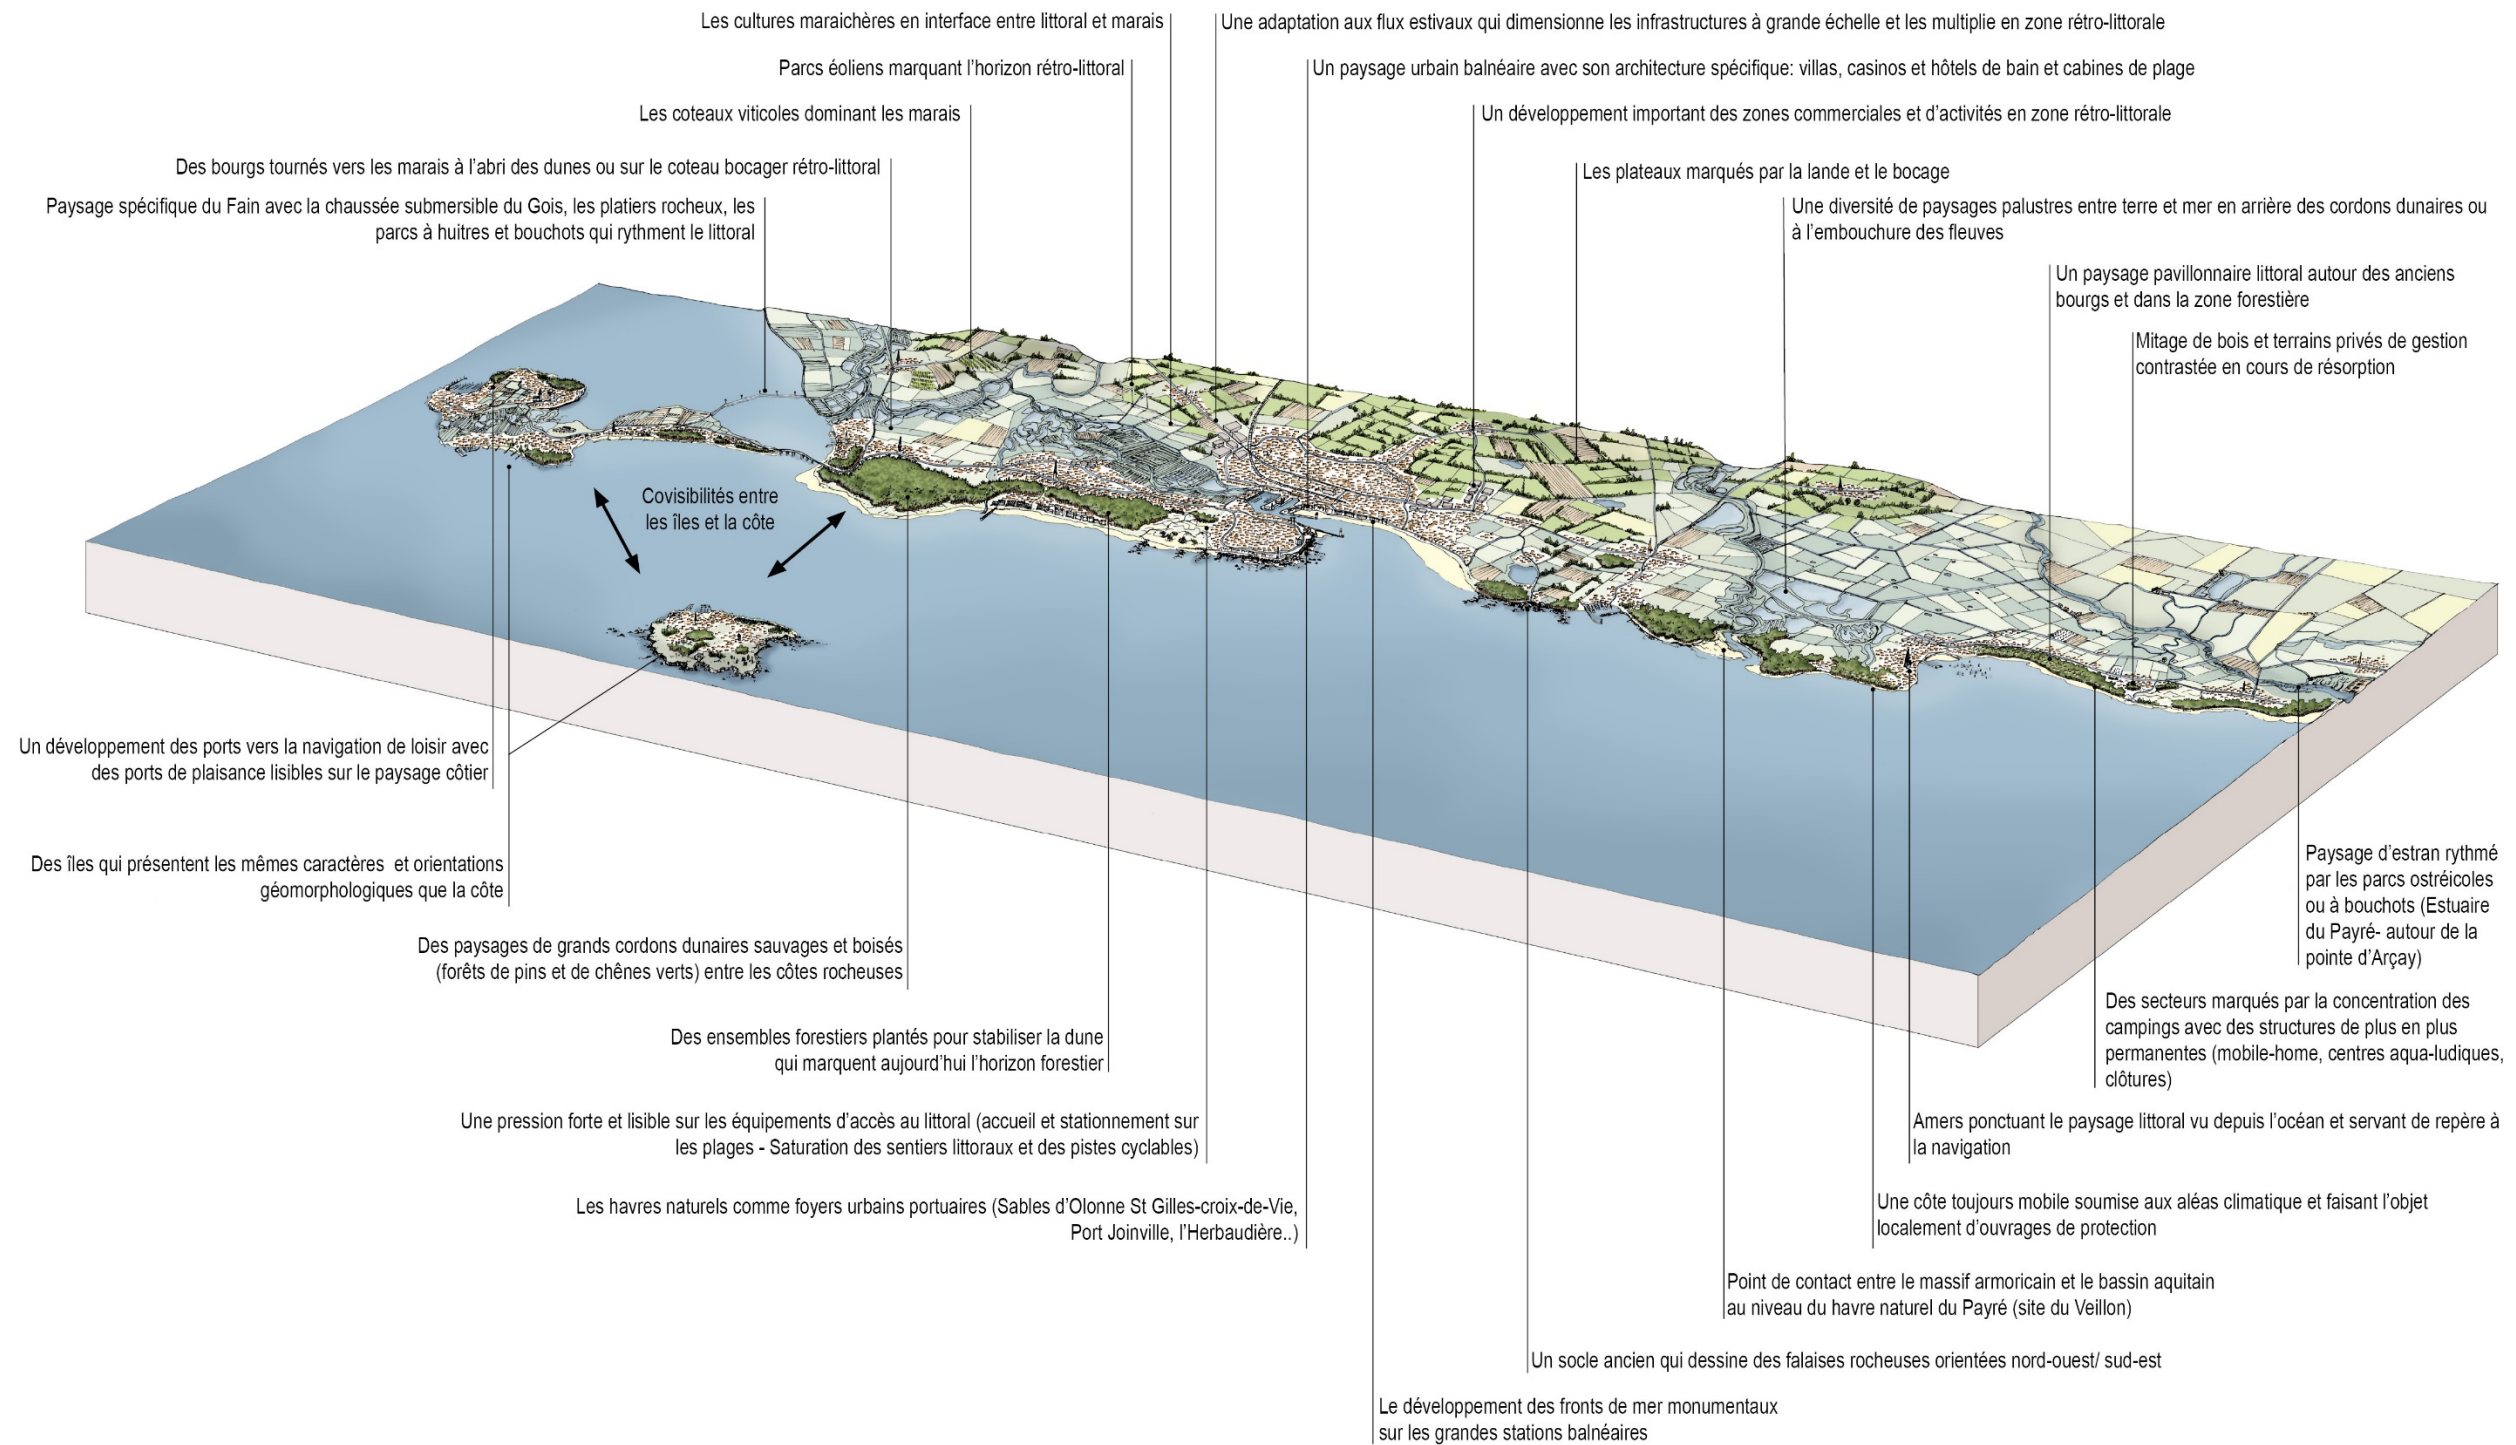 Les cultures maraichères en interface entre littoral et marais
Une adaptation aux flux estivaux qui dimensionne les infrastructures à grande échelle et les multiplie en zone rétro-littorale
Parcs éoliens marquant l'horizon rétro-littoral
Un paysage urbain balnéaire avec son architecture spécifique: villas, casinos et hôtels de bain et cabines de plage
Les coteaux viticoles dominant les marais
Un développement important des zones commerciales et d'activités en zone rétro-littorale
Des bourgs tournés vers les marais à l'abri des dunes ou sur le coteau bocager rétro-littoral
Les plateaux marqués par la lande et le bocage
Paysage spécifique du Fain avec la chaussée submersible du Gois, les platiers rocheux, les
parcs à huitres et bouchots qui rythment le littoral
Une diversité de paysages palustres entre terre et mer en arrière des cordons dunaires ou
à l'embouchure des fleuves
Un paysage pavillonnaire littoral autour des anciens
bourgs et dans la zone forestière
Mitage de bois et terrains privés de gestion
contrastée en cours de résorption
Covisibilités entre
les îles et la côte
Un développement des ports vers la navigation de loisir avec
des ports de plaisance lisibles sur le paysage côtier
Des îles qui présentent les mêmes caractères et orientations
géomorphologiques que la côte
Paysage d'estran rythmé
par les parcs ostréicoles
ou à bouchots (Estuaire
du Payré- autour de la
pointe d'Arçay)
Des paysages de grands cordons dunaires sauvages et boisés
(forêts de pins et de chênes verts) entre les côtes rocheuses
Des secteurs marqués par la concentration des
campings avec des structures de plus en plus
permanentes (mobile-home, centres aqua-ludiques,
clôtures)
Des ensembles forestiers plantés pour stabiliser la dune
qui marquent aujourd'hui l'horizon forestier
Une pression forte et lisible sur les équipements d'accès au littoral (accueil et stationnement sur
les plages - Saturation des sentiers littoraux et des pistes cyclables)
Amers ponctuant le paysage littoral vu depuis l'océan et servant de repère à
la navigation
Les havres naturels comme foyers urbains portuaires (Sables d'Olonne St Gilles-croix-de-Vie,
Port Joinville, l'Herbaudière..)
Une côte toujours mobile soumise aux aléas climatique et faisant l'objet
localement d'ouvrages de protection
Point de contact entre le massif armoricain et le bassin aquitain
au niveau du havre naturel du Payré (site du Veillon)
Un socle ancien qui dessine des falaises rocheuses orientées nord-ouest/ sud-est
Le développement des fronts de mer monumentaux
sur les grandes stations balnéaires